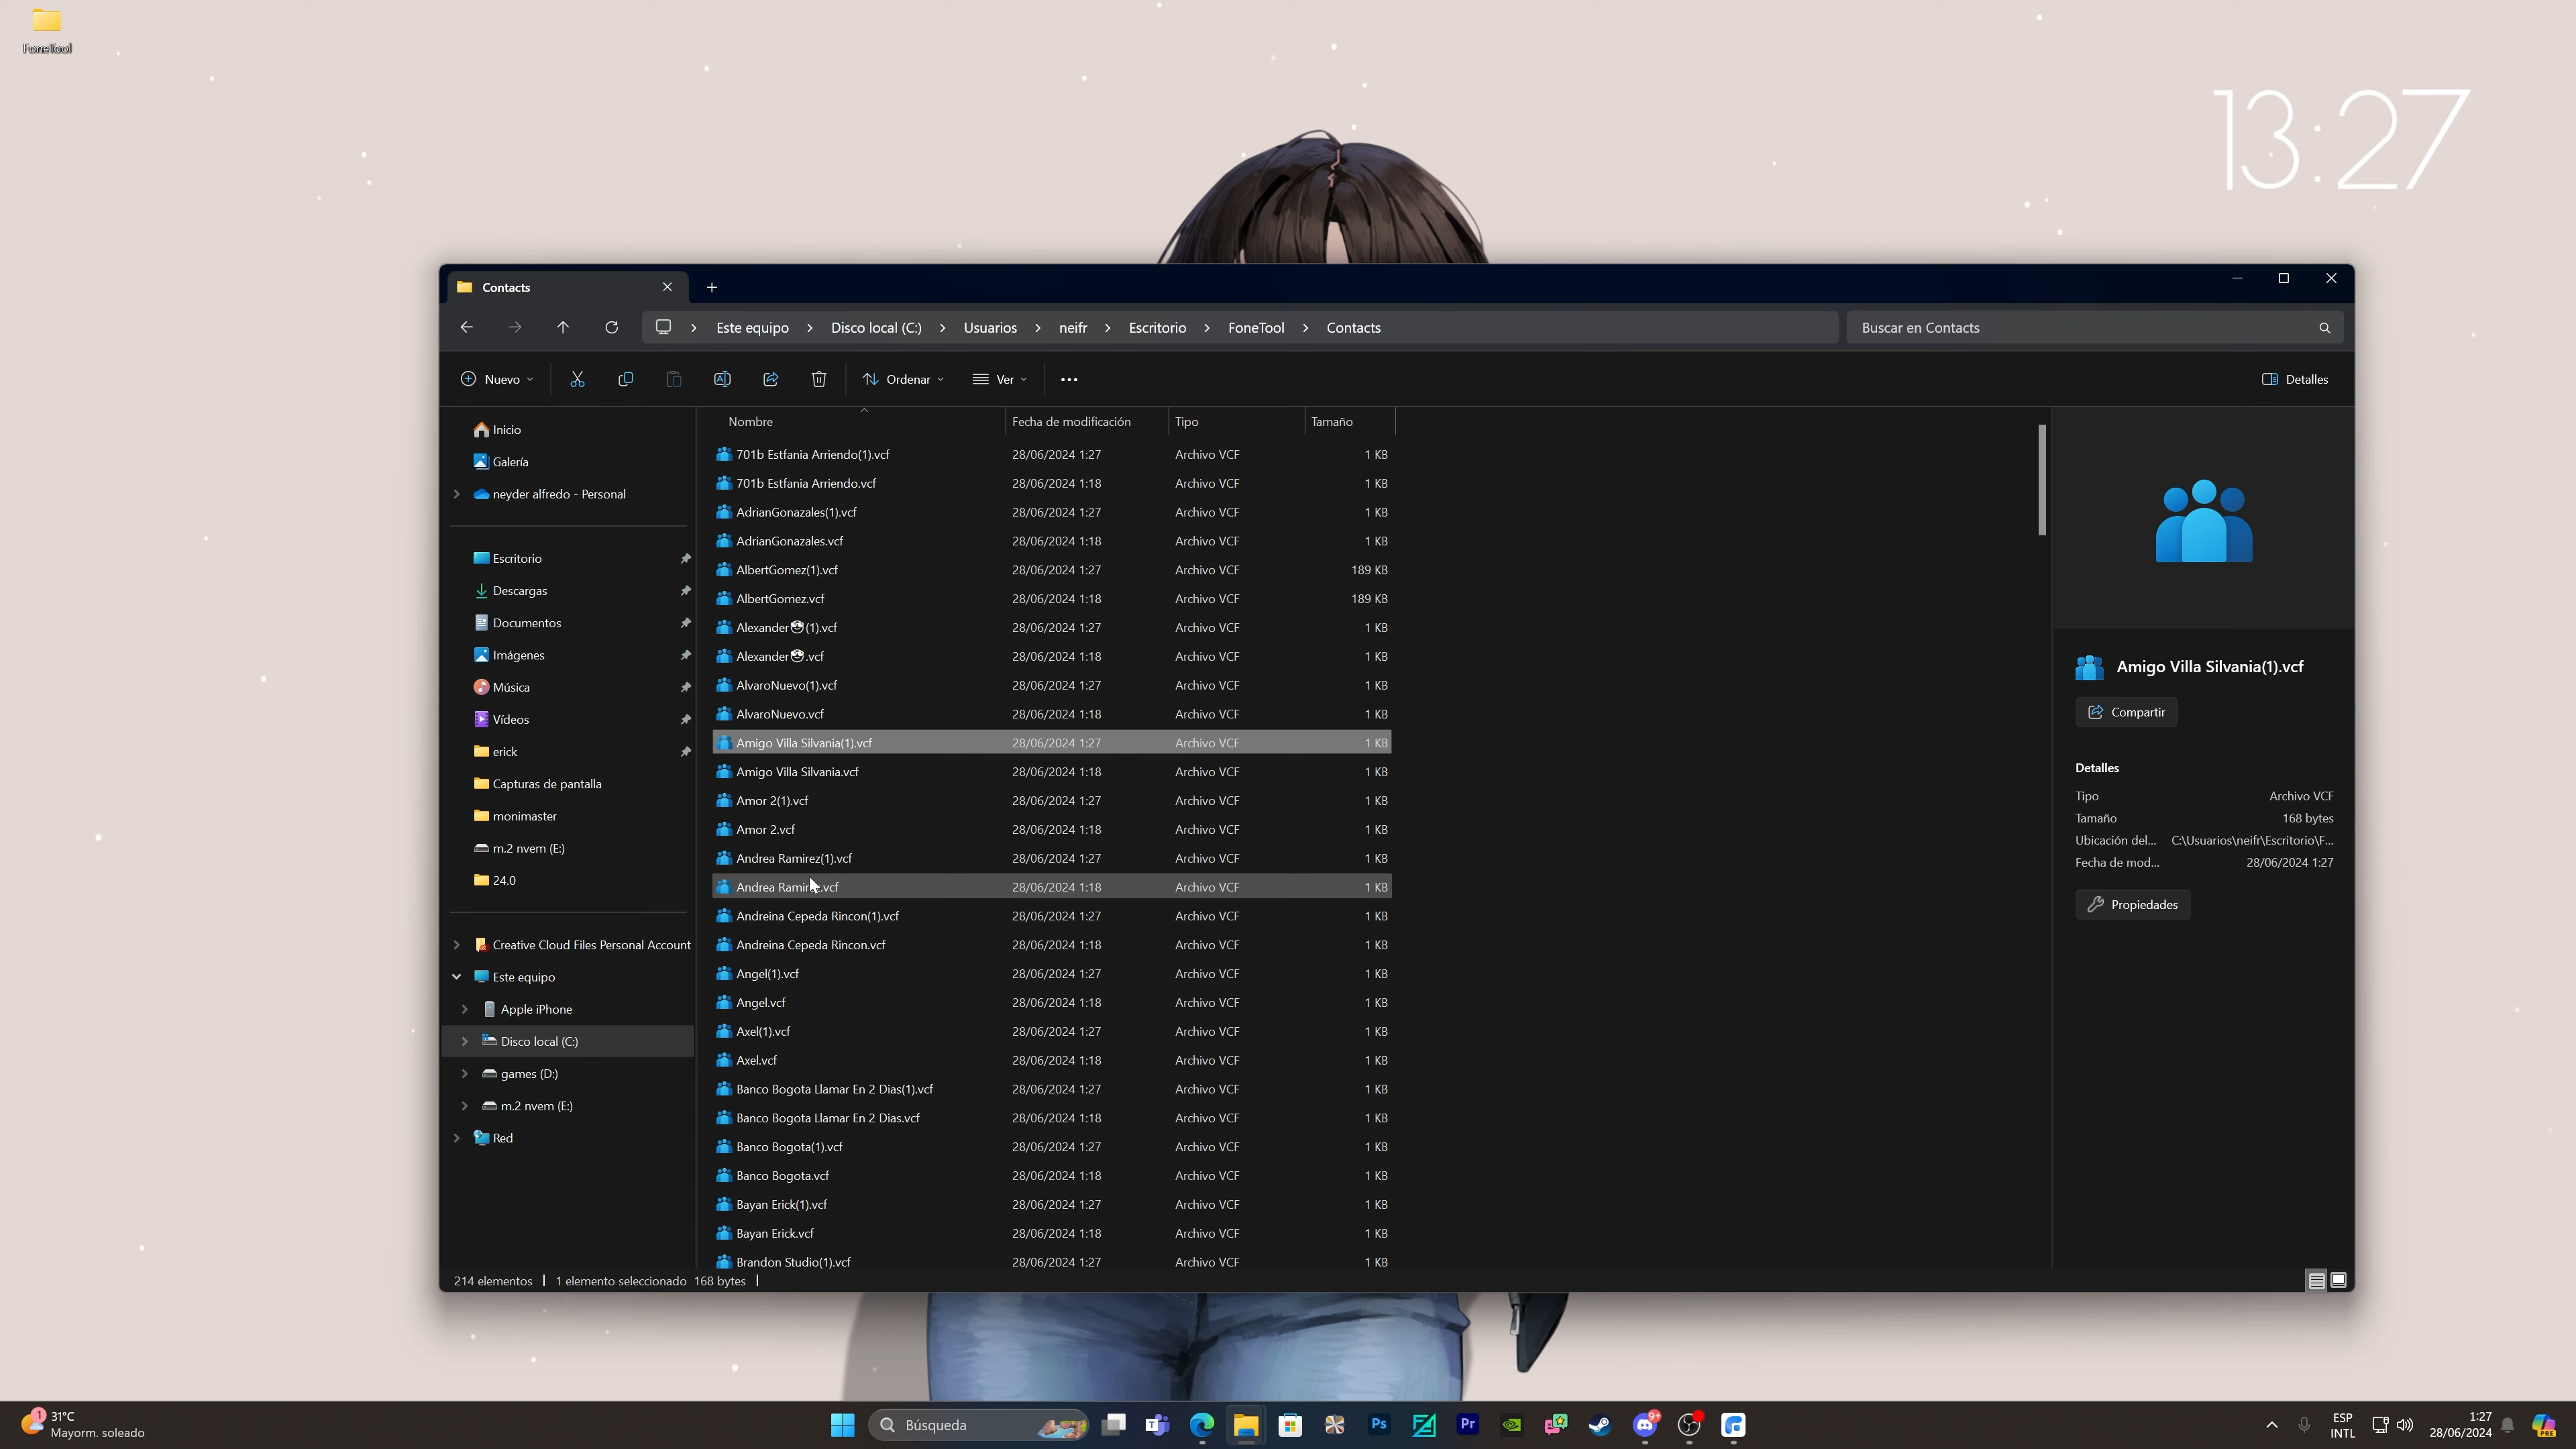 FoneTool
13:27
Contacts
Este equipo > Disco local (C:) > Usuarios > neifr > Escritorio > FoneTool > Contacts
Buscar en Contacts
Nuevo
Ordenar
Ver
Detalles
Inicio
Galería
neyder alfredo - Personal
Escritorio
Descargas
Documentos
Imágenes
Música
Vídeos
erick
Capturas de pantalla
monimaster
m.2 nvem (E:)
24.0
Creative Cloud Files Personal Account
Este equipo
Apple iPhone
Disco local (C:)
games (D:)
m.2 nvem (E:)
Red
Nombre Fecha de modificación Tipo Tamaño
701b Estfania Arriendo(1).vcf 28/06/2024 1:27 Archivo VCF 1 KB
701b Estfania Arriendo.vcf 28/06/2024 1:18 Archivo VCF 1 KB
AdrianGonazales(1).vcf 28/06/2024 1:27 Archivo VCF 1 KB
AdrianGonazales.vcf 28/06/2024 1:18 Archivo VCF 1 KB
AlbertGomez(1).vcf 28/06/2024 1:27 Archivo VCF 189 KB
AlbertGomez.vcf 28/06/2024 1:18 Archivo VCF 189 KB
Alexander😎(1).vcf 28/06/2024 1:27 Archivo VCF 1 KB
Alexander😎.vcf 28/06/2024 1:18 Archivo VCF 1 KB
AlvaroNuevo(1).vcf 28/06/2024 1:27 Archivo VCF 1 KB
AlvaroNuevo.vcf 28/06/2024 1:18 Archivo VCF 1 KB
Amigo Villa Silvania(1).vcf 28/06/2024 1:27 Archivo VCF 1 KB
Amigo Villa Silvania.vcf 28/06/2024 1:18 Archivo VCF 1 KB
Amor 2(1).vcf 28/06/2024 1:27 Archivo VCF 1 KB
Amor 2.vcf 28/06/2024 1:18 Archivo VCF 1 KB
Andrea Ramirez(1).vcf 28/06/2024 1:27 Archivo VCF 1 KB
Andrea Ramirez.vcf 28/06/2024 1:18 Archivo VCF 1 KB
Andreina Cepeda Rincon(1).vcf 28/06/2024 1:27 Archivo VCF 1 KB
Andreina Cepeda Rincon.vcf 28/06/2024 1:18 Archivo VCF 1 KB
Angel(1).vcf 28/06/2024 1:27 Archivo VCF 1 KB
Angel.vcf 28/06/2024 1:18 Archivo VCF 1 KB
Axel(1).vcf 28/06/2024 1:27 Archivo VCF 1 KB
Axel.vcf 28/06/2024 1:18 Archivo VCF 1 KB
Banco Bogota Llamar En 2 Dias(1).vcf 28/06/2024 1:27 Archivo VCF 1 KB
Banco Bogota Llamar En 2 Dias.vcf 28/06/2024 1:18 Archivo VCF 1 KB
Banco Bogota(1).vcf 28/06/2024 1:27 Archivo VCF 1 KB
Banco Bogota.vcf 28/06/2024 1:18 Archivo VCF 1 KB
Bayan Erick(1).vcf 28/06/2024 1:27 Archivo VCF 1 KB
Bayan Erick.vcf 28/06/2024 1:18 Archivo VCF 1 KB
Brandon Studio(1).vcf 28/06/2024 1:27 Archivo VCF 1 KB
Amigo Villa Silvania(1).vcf
Compartir
Detalles
Tipo Archivo VCF
Tamaño 168 bytes
Ubicación del... C:\Usuarios\neifr\Escritorio\F...
Fecha de mod... 28/06/2024 1:27
Propiedades
214 elementos
1 elemento seleccionado 168 bytes
1
31°C
Mayorm. soleado
Búsqueda
Ps
Pr
9+
ESP
INTL
1:27
28/06/2024
PRE